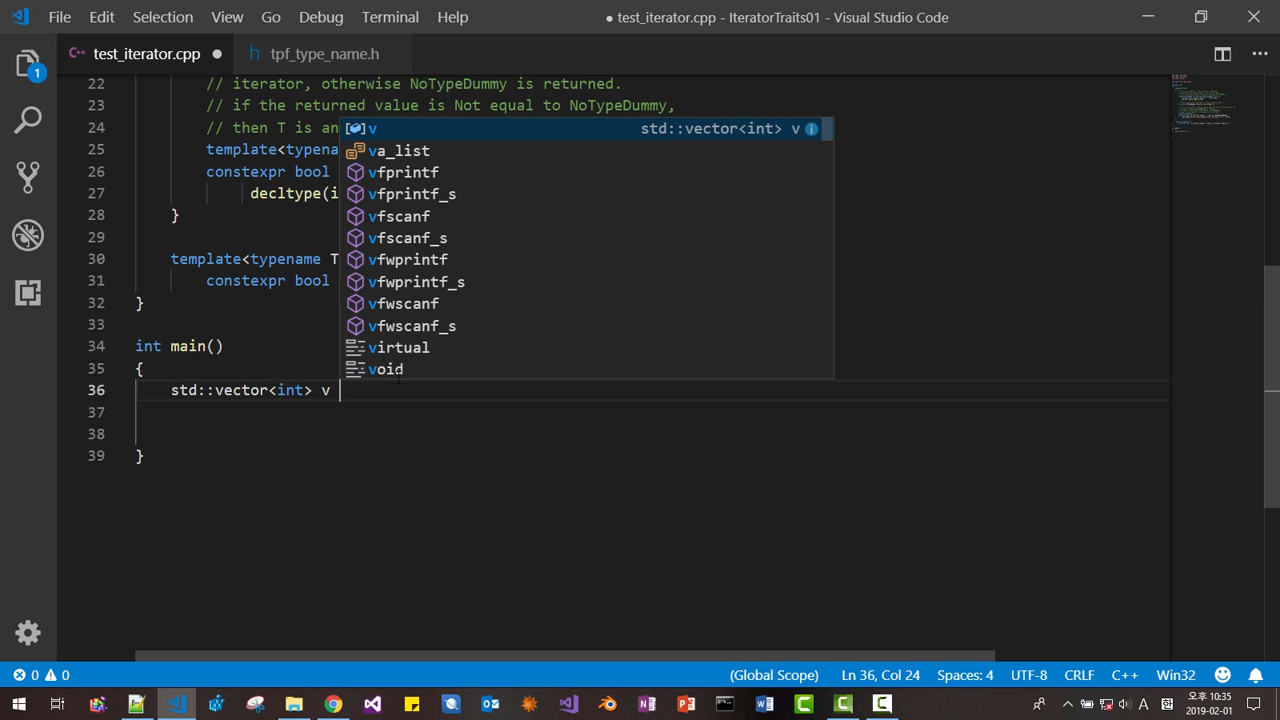 File Edit Selection View Go Debug Terminal Help ● test_iterator.cpp - IteratorTraits01 - Visual Studio Code
1
C++ test_iterator.cpp ● h tpf_type_name.h
22 // iterator, otherwise NoTypeDummy is returned.
23 // if the returned value is Not equal to NoTypeDummy,
24 // then T is an
25 template<typena
26 constexpr bool
27 decltype(i
28 }
29
30 template<typename T
31 constexpr bool
32 }
33
34 int main()
35 {
36 std::vector<int> v
37
38
39 }
v std::vector<int> v
va_list
vfprintf
vfprintf_s
vfscanf
vfscanf_s
vfwprintf
vfwprintf_s
vfwscanf
vfwscanf_s
virtual
void
0 0 (Global Scope) Ln 36, Col 24 Spaces: 4 UTF-8 CRLF C++ Win32
A 오후 10:35
2019-02-01